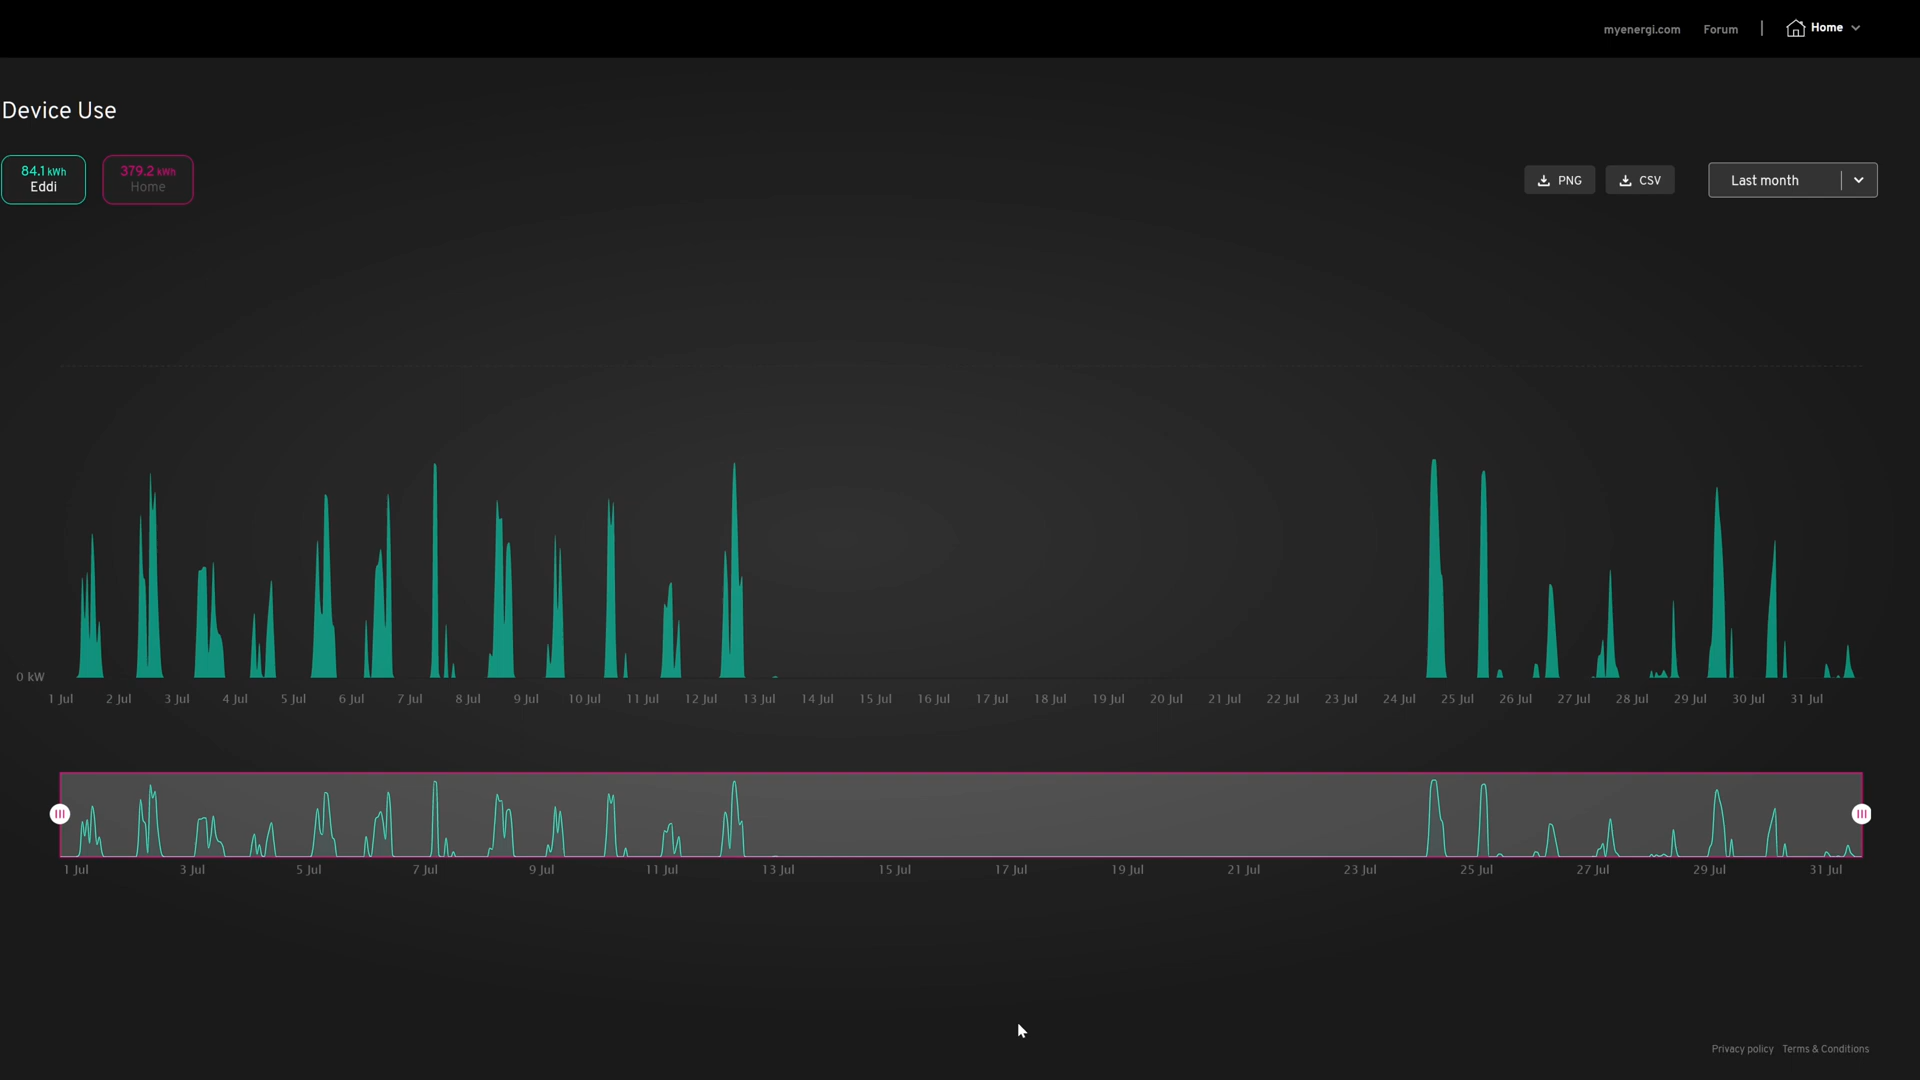 myenergi.com Forum | Home
Device Use
84.1 kWh
Eddi
379.2 kWh
Home
PNG
CSV
Last month
0 kW
1 Jul 2 Jul 3 Jul 4 Jul 5 Jul 6 Jul 7 Jul 8 Jul 9 Jul 10 Jul 11 Jul 12 Jul 13 Jul 14 Jul 15 Jul 16 Jul 17 Jul 18 Jul 19 Jul 20 Jul 21 Jul 22 Jul 23 Jul 24 Jul 25 Jul 26 Jul 27 Jul 28 Jul 29 Jul 30 Jul 31 Jul
1 Jul 3 Jul 5 Jul 7 Jul 9 Jul 11 Jul 13 Jul 15 Jul 17 Jul 19 Jul 21 Jul 23 Jul 25 Jul 27 Jul 29 Jul 31 Jul
Privacy policy Terms & Conditions